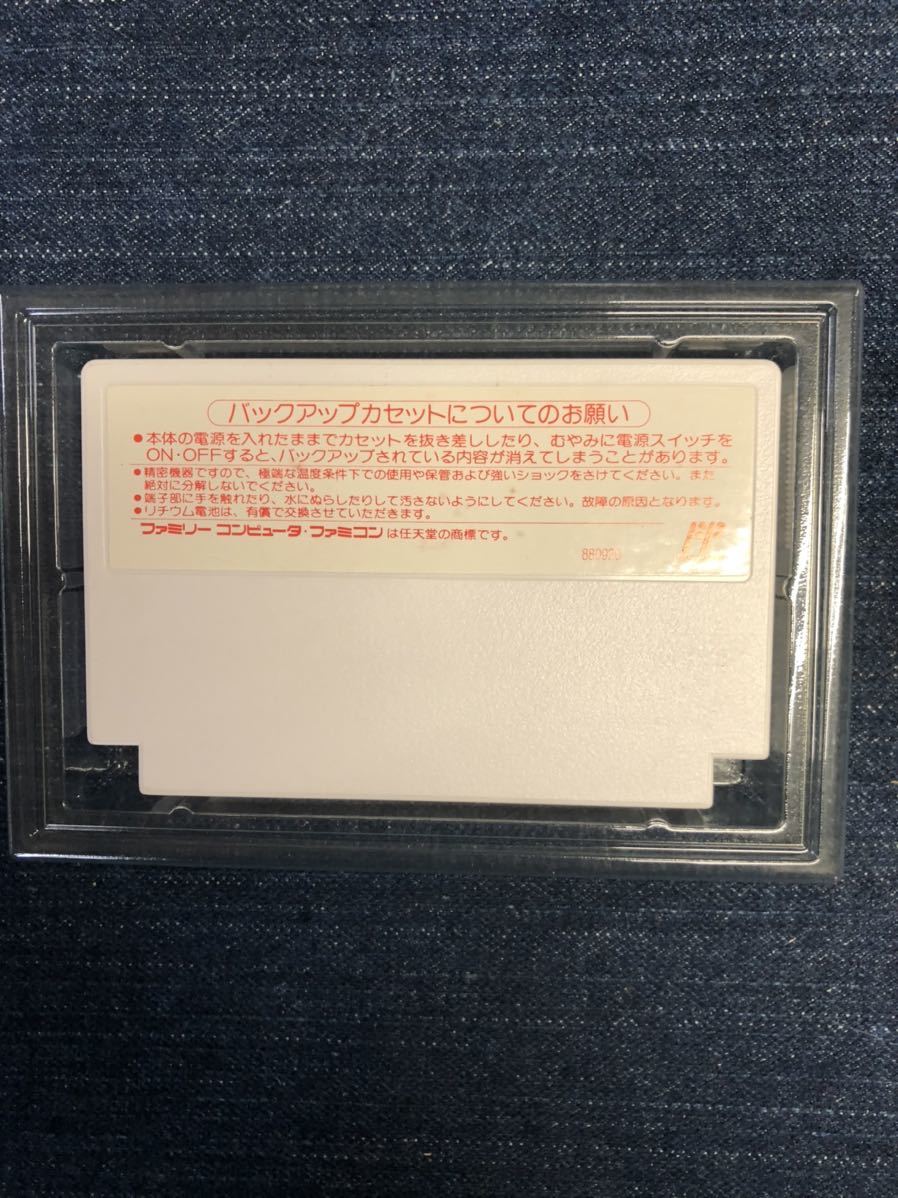 バックアップカセットについてのお願い
●本体の電源を入れたままでカセットを抜き差ししたり、むやみに電源スイッチを
ON・OFFすると、バックアップされている内容が消えてしまうことがあります。
●精密機器ですので、極端な温度条件下での使用や保管および強いショックをさけてください。また
絶対に分解しないでください。
●端子部に手を触れたり、水にぬらしたりして汚さないようにしてください。故障の原因となります。
●リチウム電池は、有償で交換させていただきます。
ファミリー コンピュータ・ファミコンは任天堂の商標です。
FF